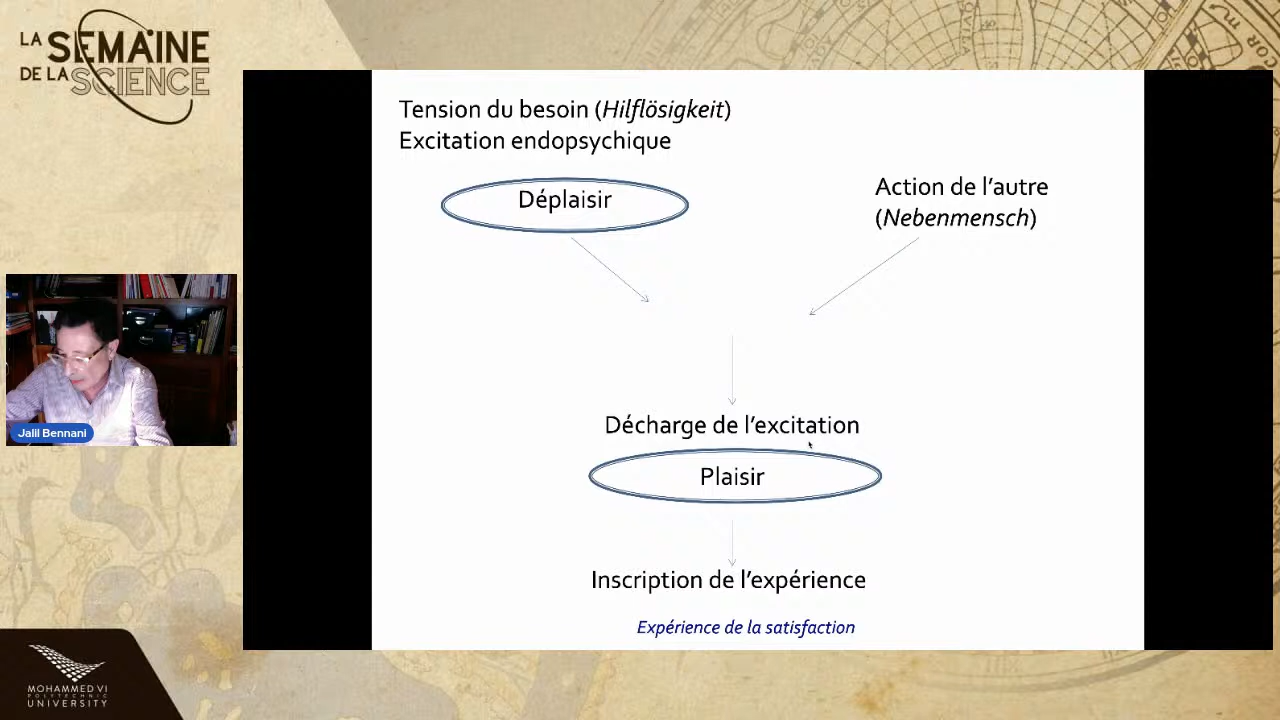 LA SEMAINE
DE LA SCIENCE
Tension du besoin (Hilflösigkeit)
Excitation endopsychique
Déplaisir
Action de l'autre
(Nebenmensch)
Décharge de l'excitation
Plaisir
Inscription de l'expérience
Expérience de la satisfaction
Jalil Bennani
MOHAMMED VI
POLYTECHNIC
UNIVERSITY